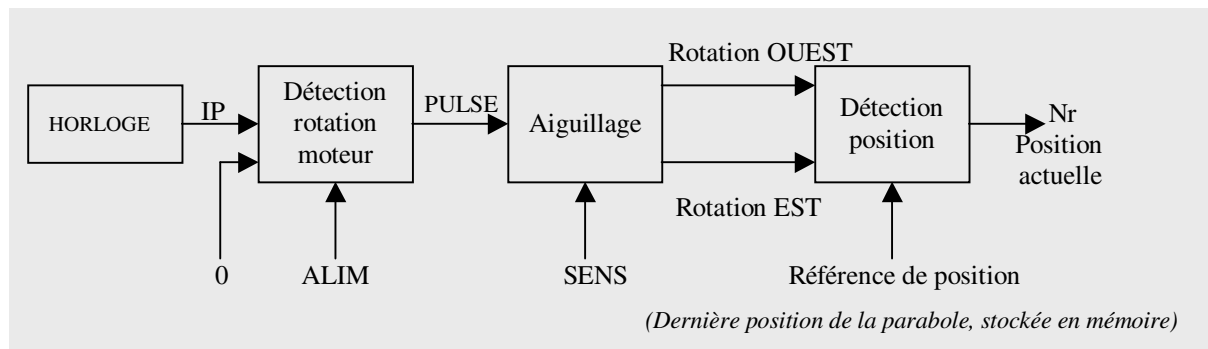 Rotation OUEST
HORLOGE
IP
Détection
rotation
moteur
PULSE
Aiguillage
Détection
position
Nr
Position
actuelle
Rotation EST
0
ALIM
SENS
Référence de position
(Dernière position de la parabole, stockée en mémoire)